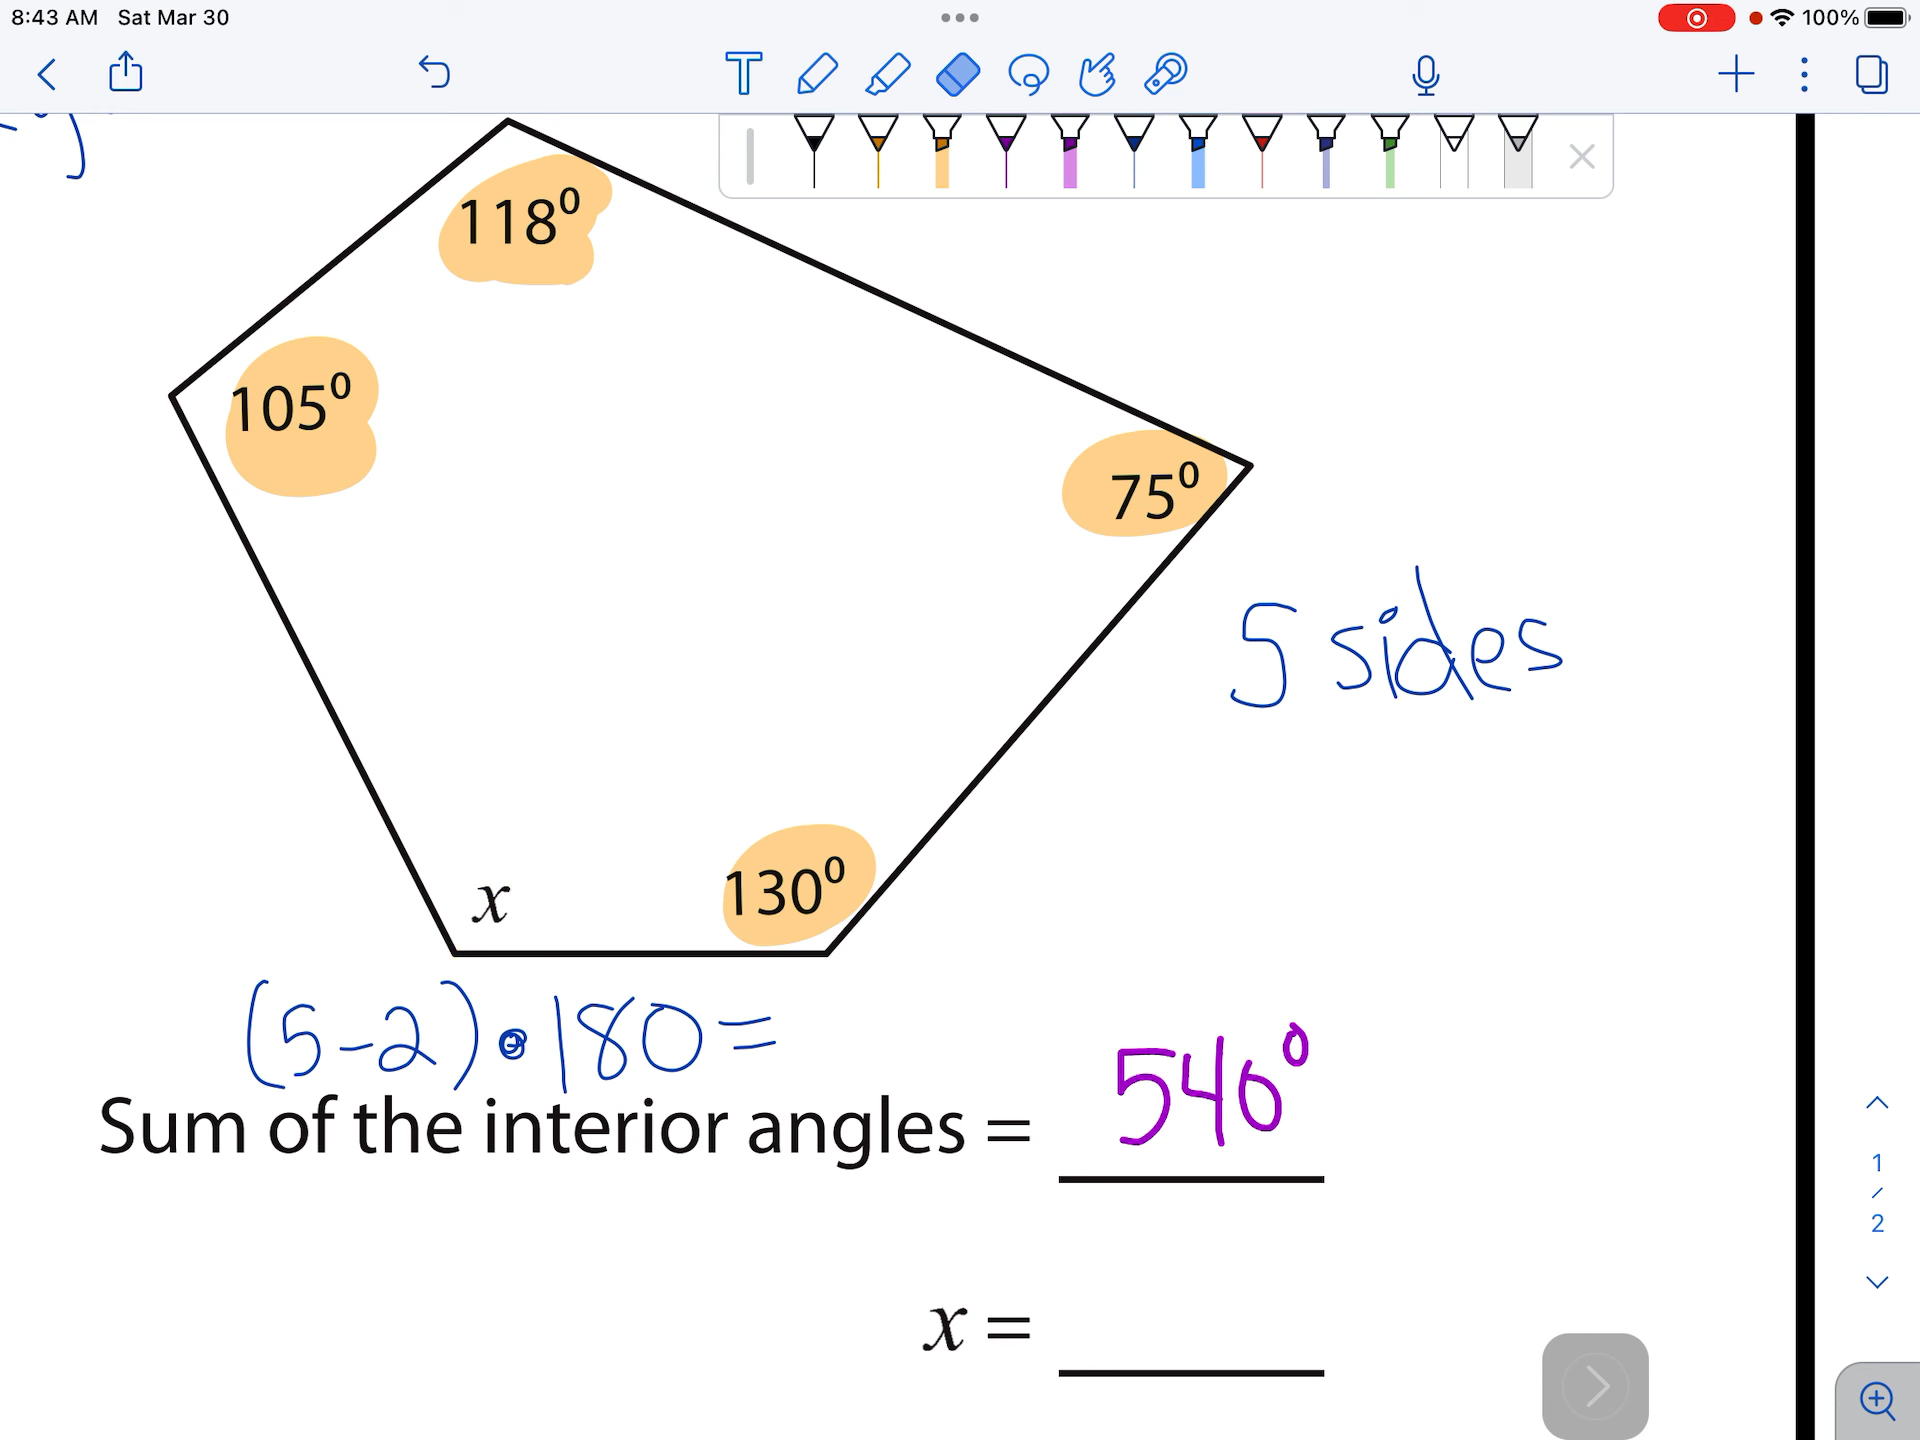 8:43 AM Sat Mar 30
100%
T
118⁰
105⁰
75⁰
5 sides
130⁰
x
(5-2)•180=
540°
Sum of the interior angles =
x =
1
/
2